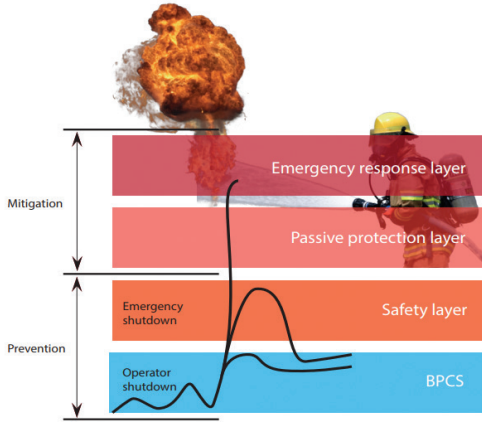 Emergency response layer
Mitigation
Passive protection layer
Emergency
shutdown
Safety layer
Prevention
Operator
shutdown
BPCS